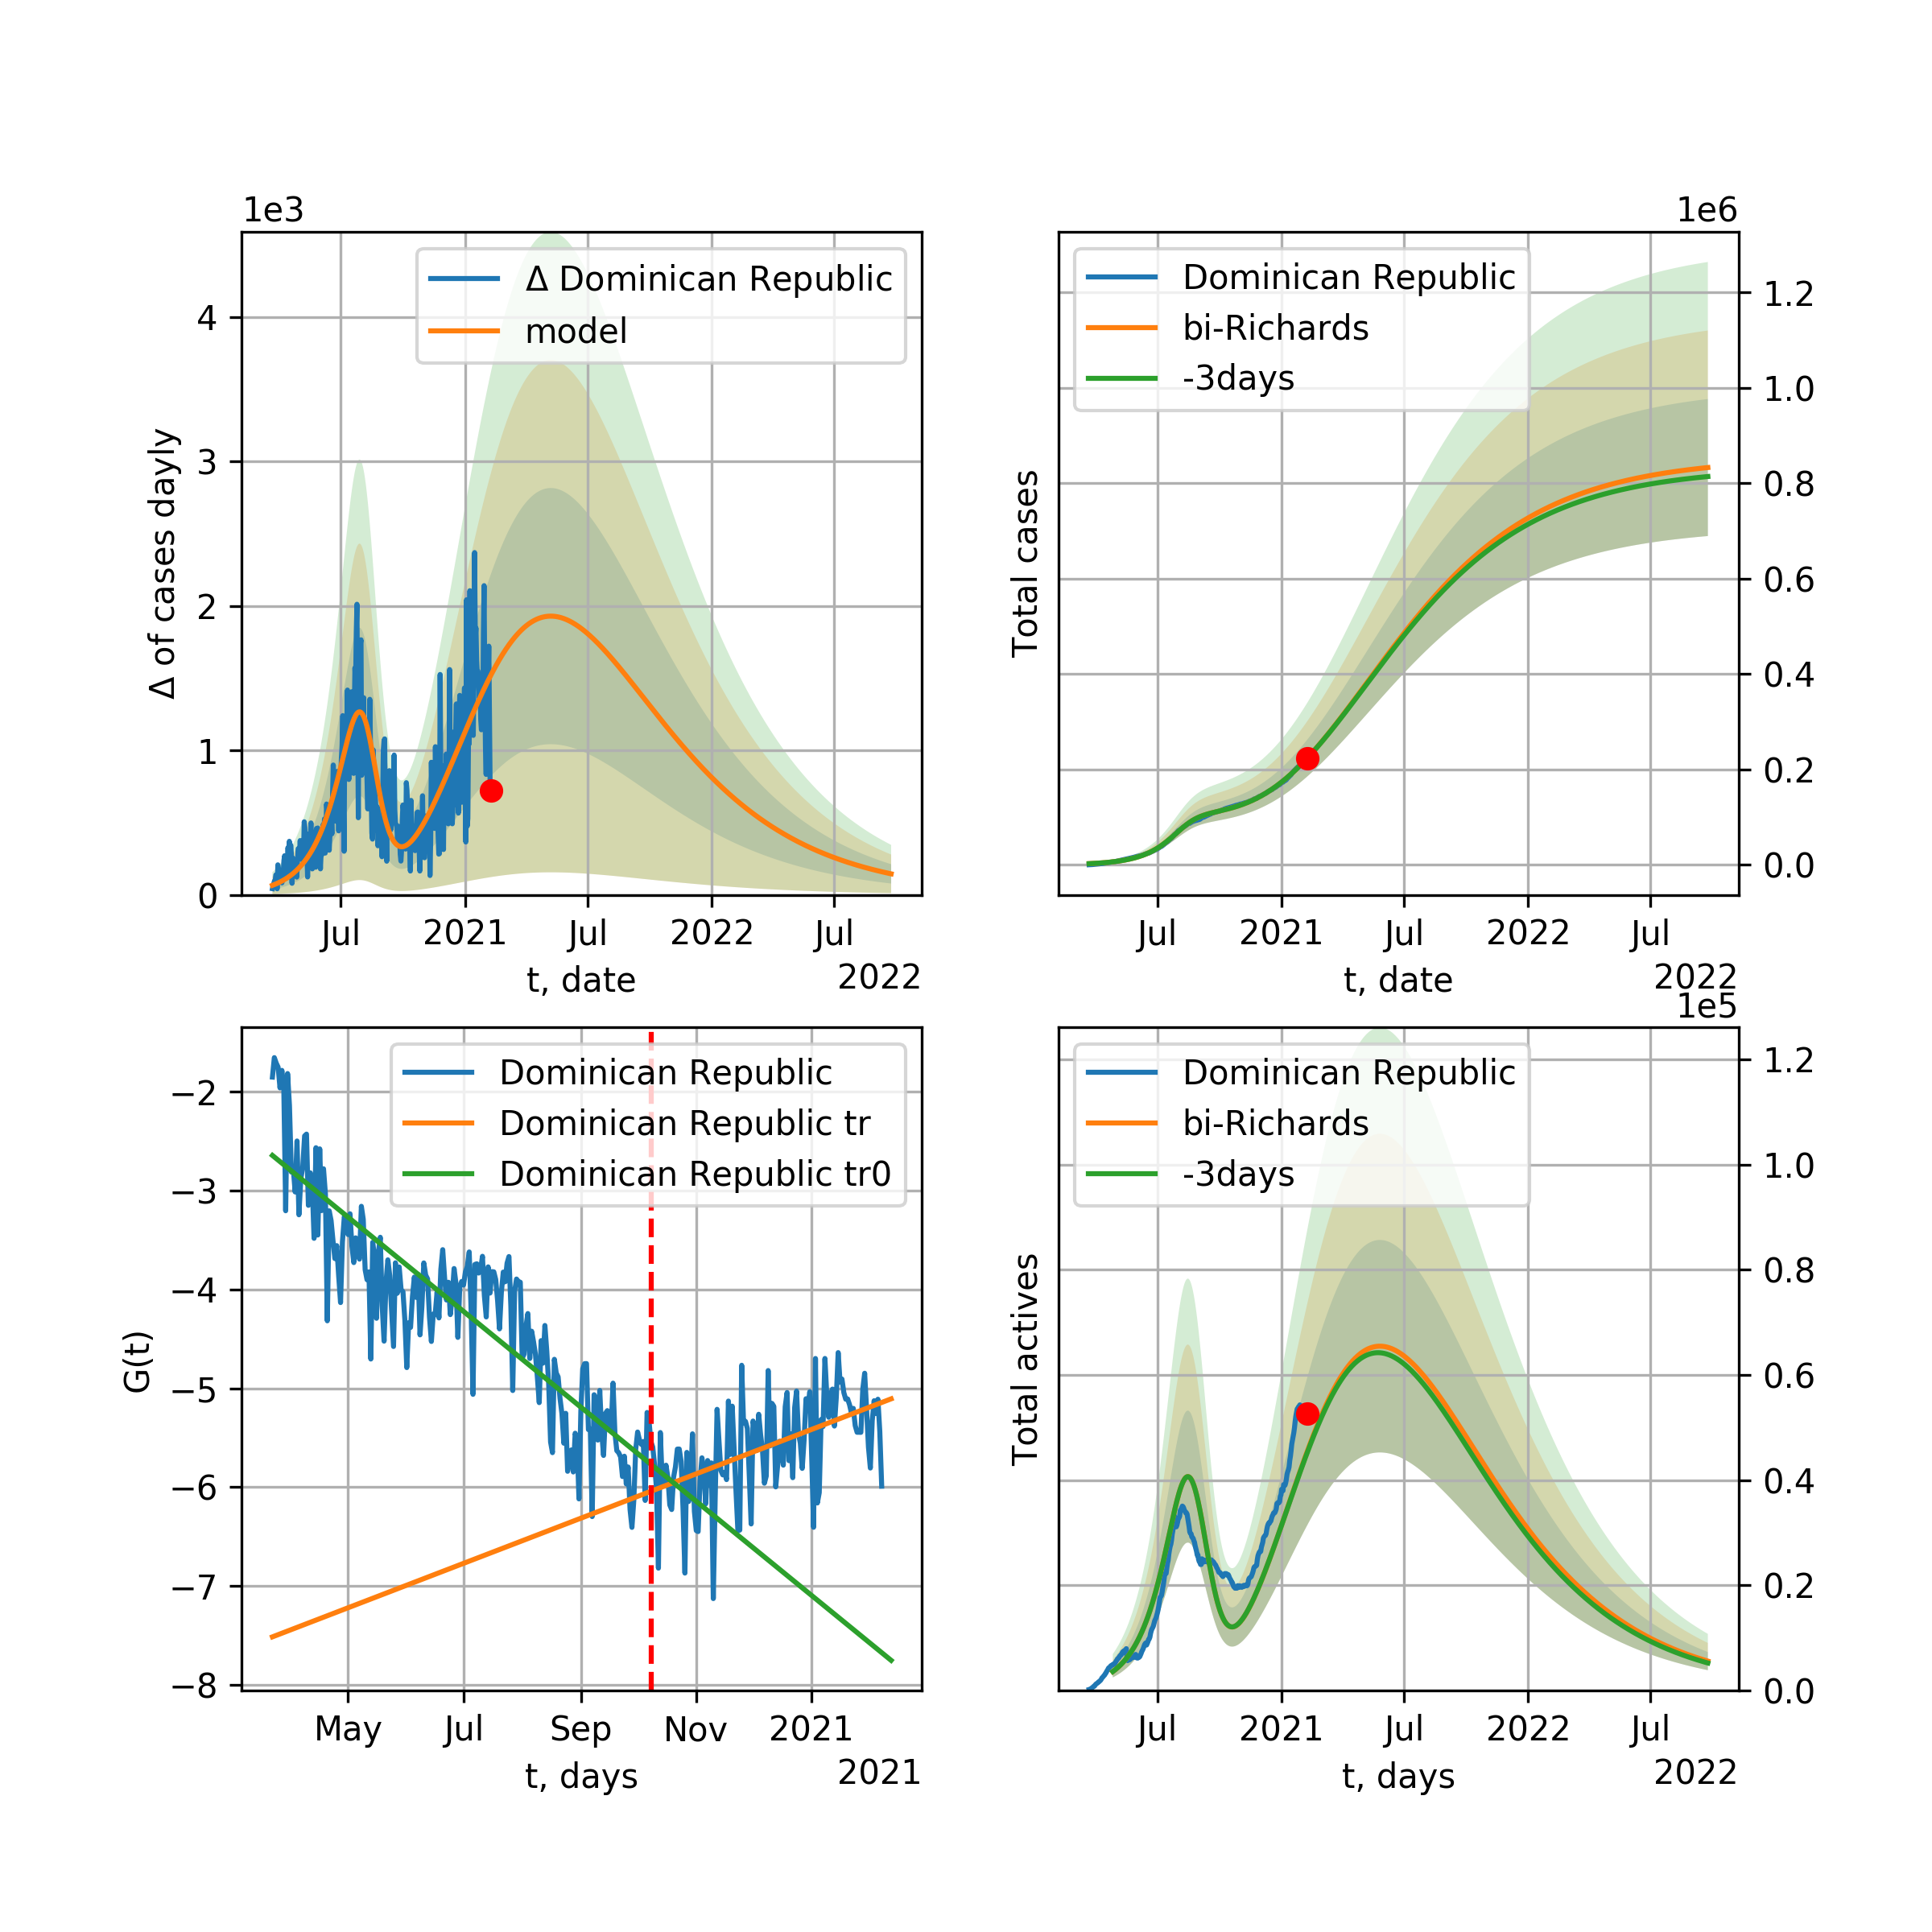 1e3
Δ Dominican Republic
model
4
3
2
1
0
Δ of cases dayly
Jul
2021
Jul
2022
Jul
t, date
2022
1e6
Dominican Republic
bi-Richards
-3days
1.2
1.0
0.8
0.6
0.4
0.2
0.0
Total cases
Jul
2021
Jul
2022
Jul
t, date
2022
Dominican Republic
Dominican Republic tr
Dominican Republic tr0
−2
−3
−4
−5
−6
−7
−8
G(t)
May
Jul
Sep
Nov
2021
t, days
2021
1e5
Dominican Republic
bi-Richards
-3days
1.2
1.0
0.8
0.6
0.4
0.2
0.0
Total actives
Jul
2021
Jul
2022
Jul
t, days
2022